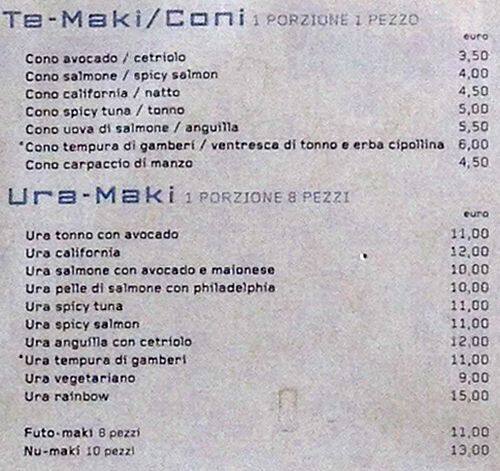 Te-Maki/Coni 1 PORZIONE 1 PEZZO
euro
Cono avocado / cetriolo 3,50
Cono salmone / spicy salmon 4,00
Cono california / natto 4,50
Cono spicy tuna / tonno 5,00
Cono uova di salmone / anguilla 5,50
*Cono tempura di gamberi / ventresca di tonno e erba cipollina 6,00
Cono carpaccio di manzo 4,50
Ura-Maki 1 PORZIONE 8 PEZZI
euro
Ura tonno con avocado 11,00
Ura california 12,00
Ura salmone con avocado e maionese 10,00
Ura pelle di salmone con philadelphia 10,00
Ura spicy tuna 11,00
Ura spicy salmon 11,00
Ura anguilla con cetriolo 12,00
*Ura tempura di gamberi 11,00
Ura vegetariano 9,00
Ura rainbow 15,00
Futo-maki 8 pezzi 11,00
Nu-maki 10 pezzi 13,00